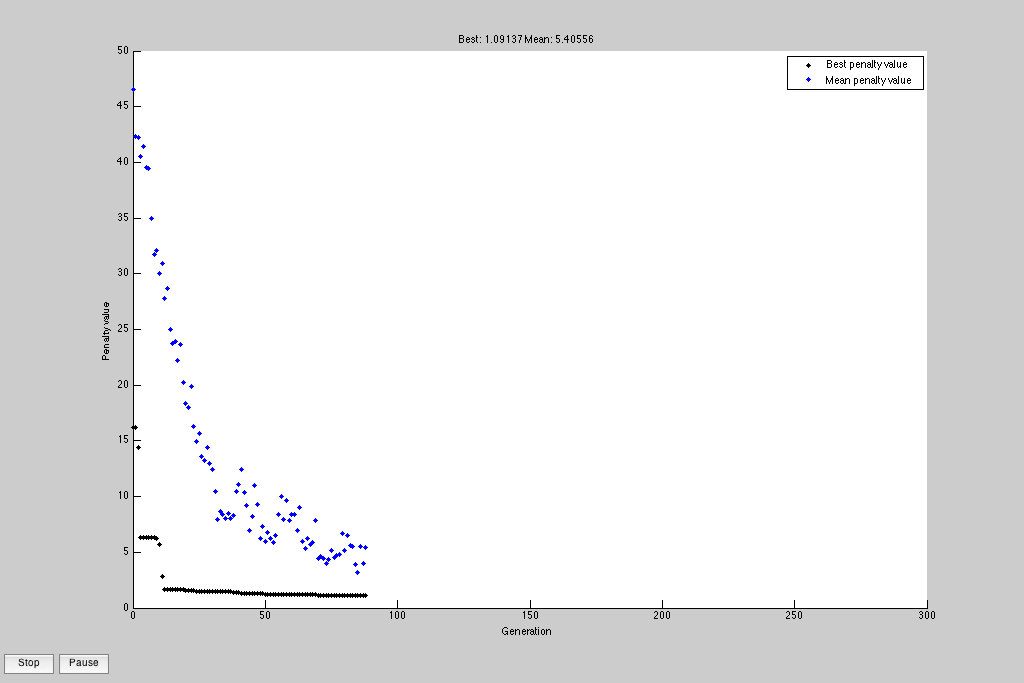 Best: 1.09137 Mean: 5.40556
50
Best penalty value
Mean penalty value
45
40
35
30
25
20
15
10
5
0
Penalty value
0 50 100 150 200 250 300
Generation
Stop Pause